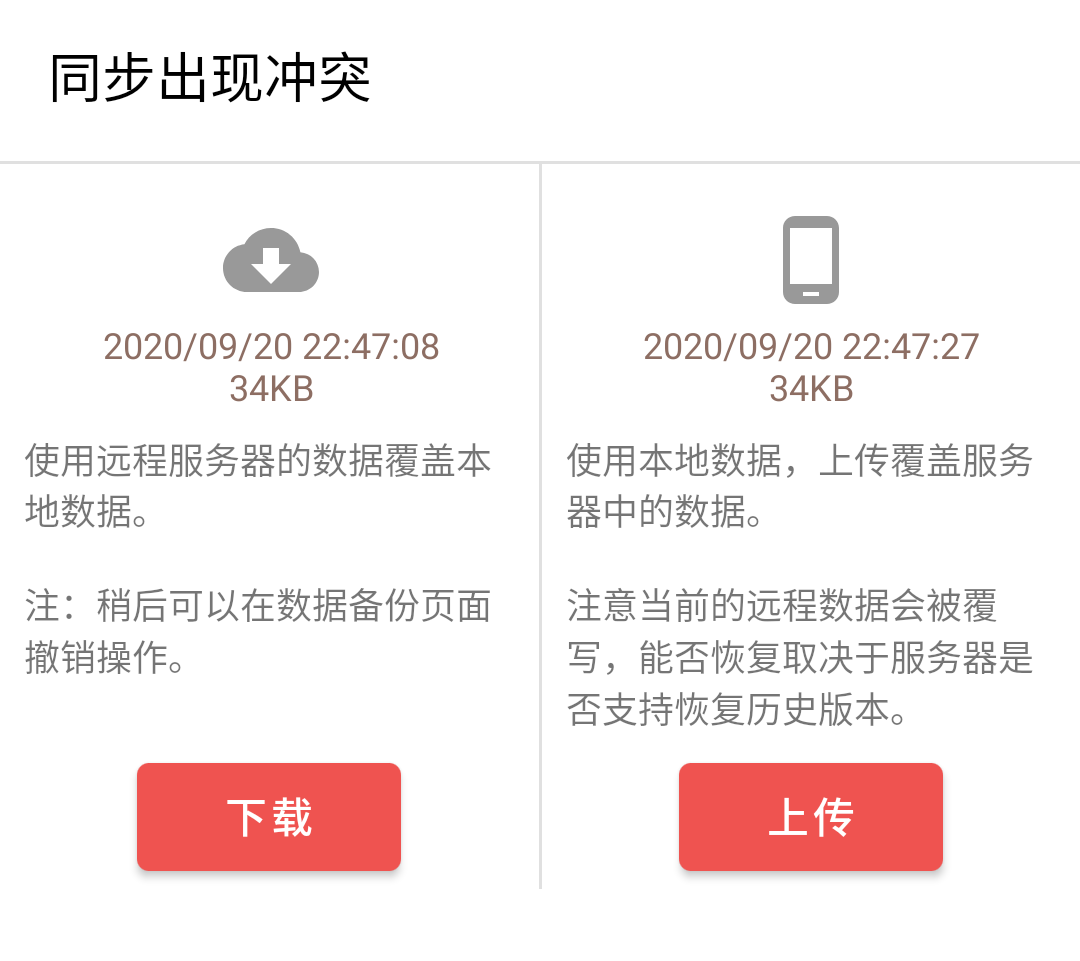 同步出现冲突
2020/09/20 22:47:08
34KB
使用远程服务器的数据覆盖本
地数据。
注：稍后可以在数据备份页面
撤销操作。
下载
2020/09/20 22:47:27
34KB
使用本地数据，上传覆盖服务
器中的数据。
注意当前的远程数据会被覆
写，能否恢复取决于服务器是
否支持恢复历史版本。
上传